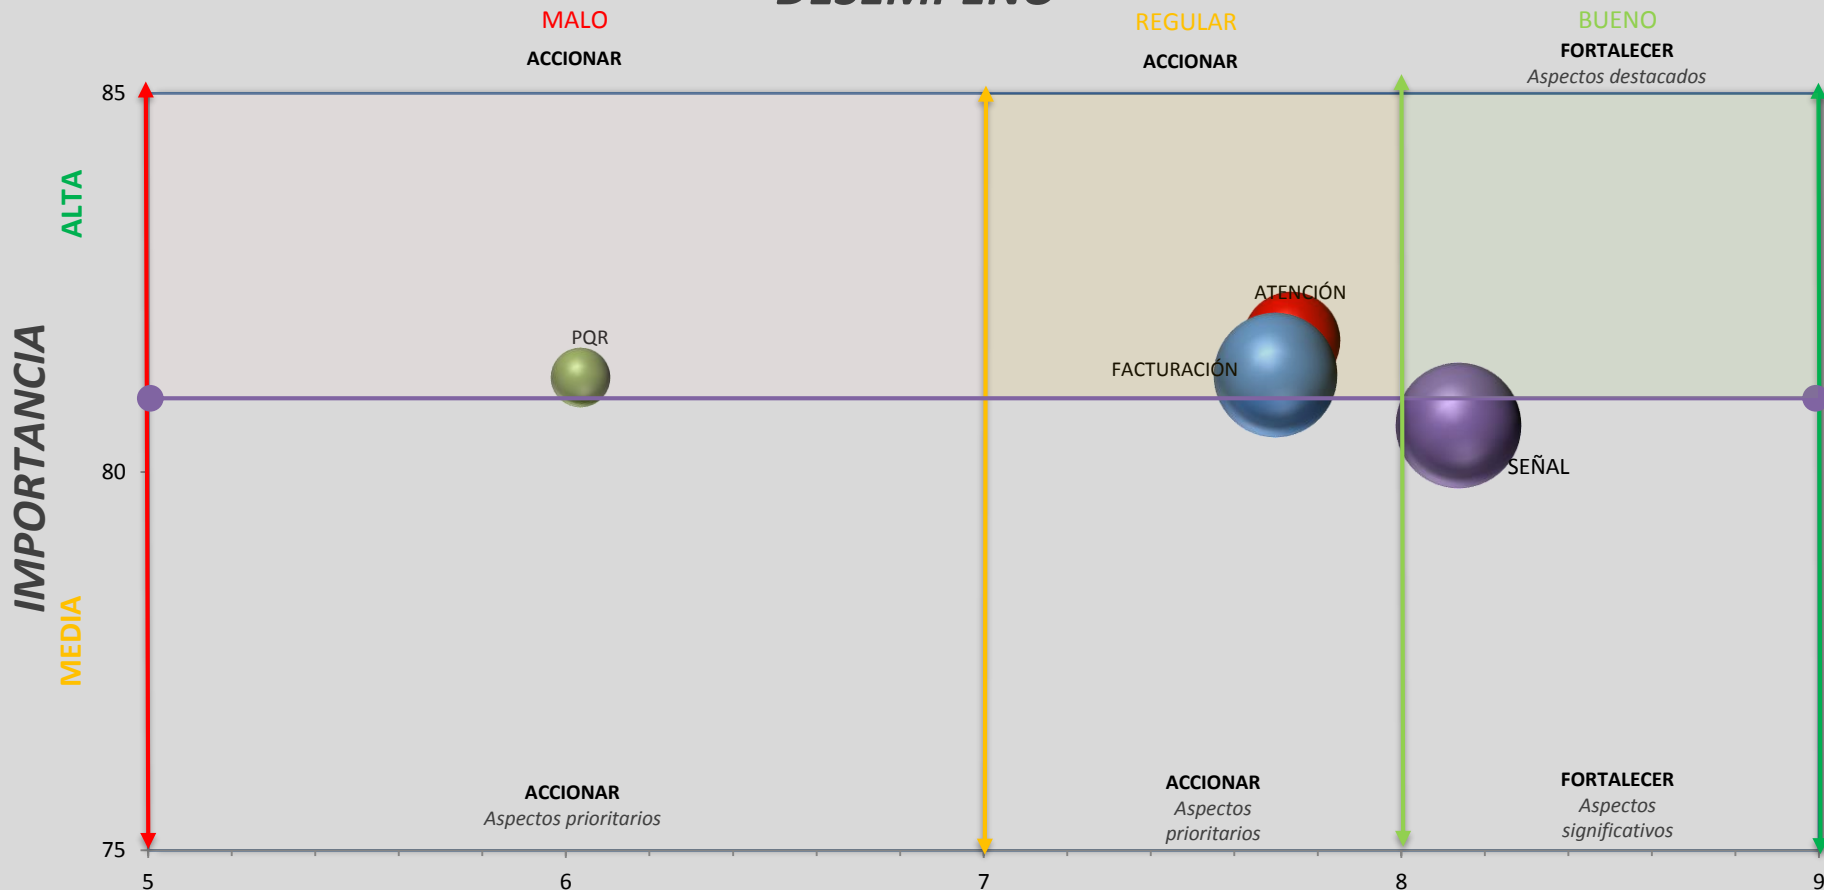 DESEMPEÑO
MALO
REGULAR
BUENO
ACCIONAR
ACCIONAR
FORTALECER
Aspectos destacados
85
ALTA
ATENCIÓN
PQR
FACTURACIÓN
IMPORTANCIA
80
SEÑAL
MEDIA
ACCIONAR
Aspectos prioritarios
ACCIONAR
Aspectos
prioritarios
FORTALECER
Aspectos
significativos
75
5
6
7
8
9